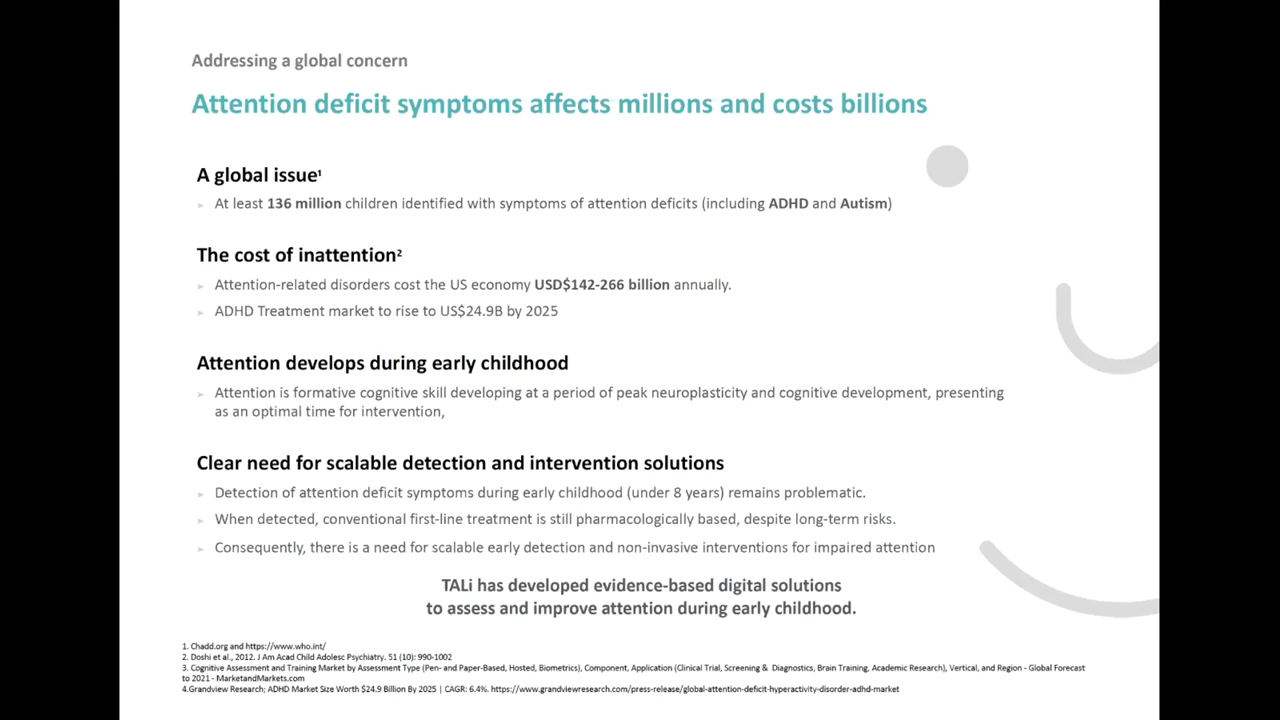 Addressing a global concern
Attention deficit symptoms affects millions and costs billions
A global issue¹
At least 136 million children identified with symptoms of attention deficits (including ADHD and Autism)
The cost of inattention²
Attention-related disorders cost the US economy USD$142-266 billion annually.
ADHD Treatment market to rise to US$24.9B by 2025
Attention develops during early childhood
Attention is formative cognitive skill developing at a period of peak neuroplasticity and cognitive development, presenting
as an optimal time for intervention,
Clear need for scalable detection and intervention solutions
Detection of attention deficit symptoms during early childhood (under 8 years) remains problematic.
When detected, conventional first-line treatment is still pharmacologically based, despite long-term risks.
Consequently, there is a need for scalable early detection and non-invasive interventions for impaired attention
TALi has developed evidence-based digital solutions
to assess and improve attention during early childhood.
1. Chadd.org and https://www.who.int/
2. Doshi et al., 2012. J Am Acad Child Adolesc Psychiatry. 51 (10): 990-1002
3. Cognitive Assessment and Training Market by Assessment Type (Pen- and Paper-Based, Hosted, Biometrics), Component, Application (Clinical Trial, Screening & Diagnostics, Brain Training, Academic Research), Vertical, and Region - Global Forecast
to 2021 - MarketandMarkets.com
4.Grandview Research; ADHD Market Size Worth $24.9 Billion By 2025 | CAGR: 6.4%. https://www.grandviewresearch.com/press-release/global-attention-deficit-hyperactivity-disorder-adhd-market